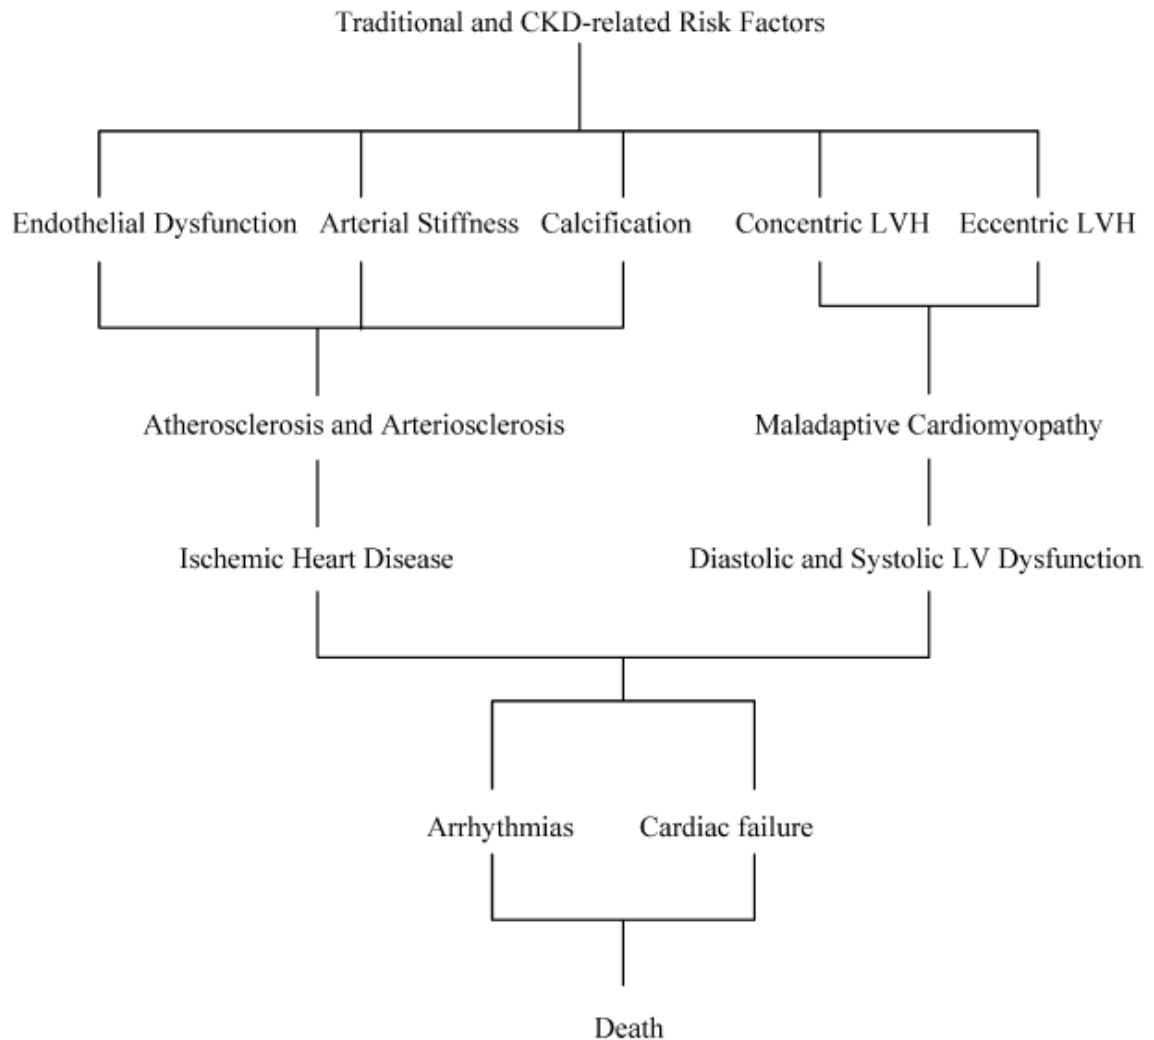 Traditional and CKD-related Risk Factors
Endothelial Dysfunction Arterial Stiffness Calcification Concentric LVH Eccentric LVH
Atherosclerosis and Arteriosclerosis Maladaptive Cardiomyopathy
Ischemic Heart Disease Diastolic and Systolic LV Dysfunction
Arrhythmias Cardiac failure
Death